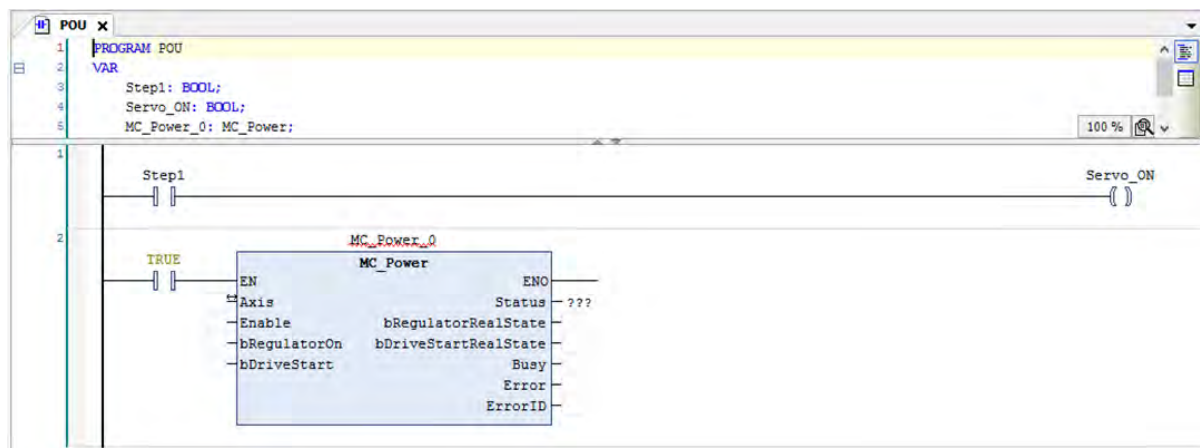 POU
1 PROGRAM POU
2 VAR
3 Step1: BOOL;
4 Servo_ON: BOOL;
5 MC_Power_0: MC_Power;
100 %
1
Step1 Servo_ON
2
MC_Power_0
TRUE MC_Power
EN ENO
Axis Status ???
Enable bRegulatorRealState
bRegulatorOn bDriveStartRealState
bDriveStart Busy
Error
ErrorID